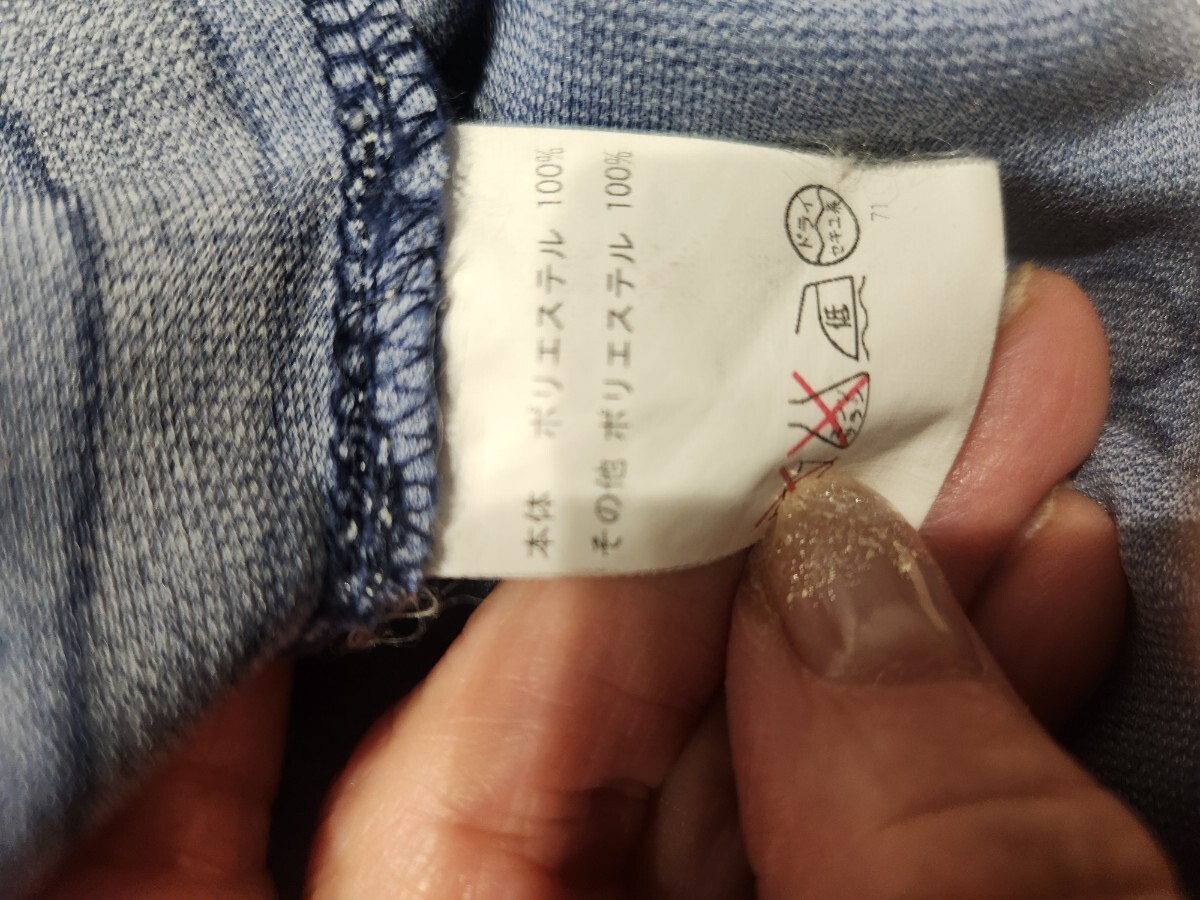 本体 ポリエステル 100%
その他 ポリエステル 100%
ドライ
セキユ系
低
71